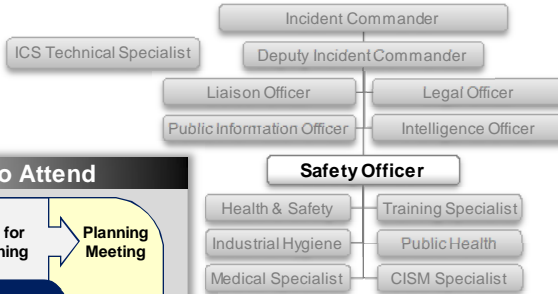 Incident Commander
ICS Technical Specialist
Deputy Incident Commander
Liaison Officer
Legal Officer
Public Information Officer
Intelligence Officer
Safety Officer
Health & Safety
Training Specialist
Industrial Hygiene
Public Health
Medical Specialist
CISM Specialist
o Attend
for
ning
Planning
Meeting